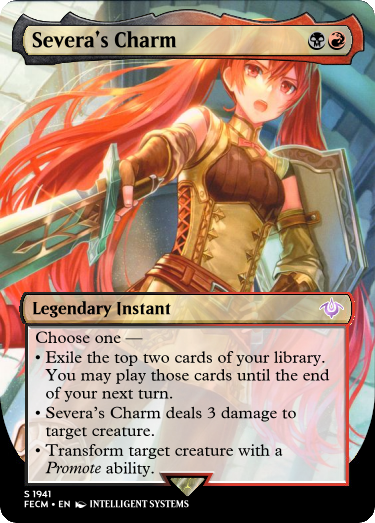 Severa's Charm
Legendary Instant
Choose one —
• Exile the top two cards of your library.
You may play those cards until the end
of your next turn.
• Severa's Charm deals 3 damage to
target creature.
• Transform target creature with a
Promote ability.
S 1941
FECM • EN INTELLIGENT SYSTEMS